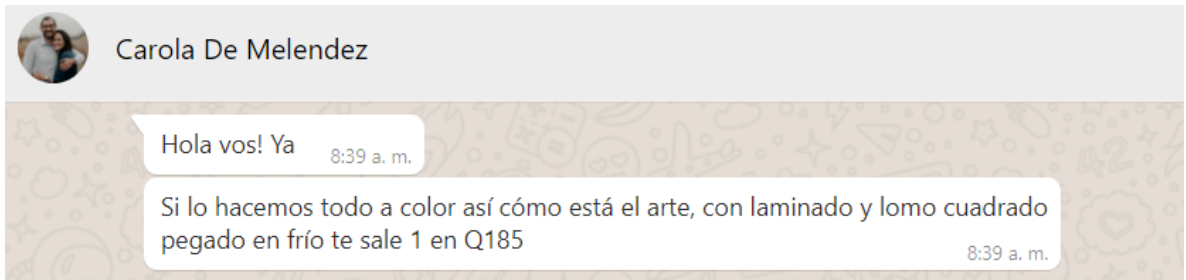 Carola De Melendez
Hola vos! Ya
8:39 a. m.
Si lo hacemos todo a color así cómo está el arte, con laminado y lomo cuadrado
pegado en frío te sale 1 en Q185
8:39 a. m.